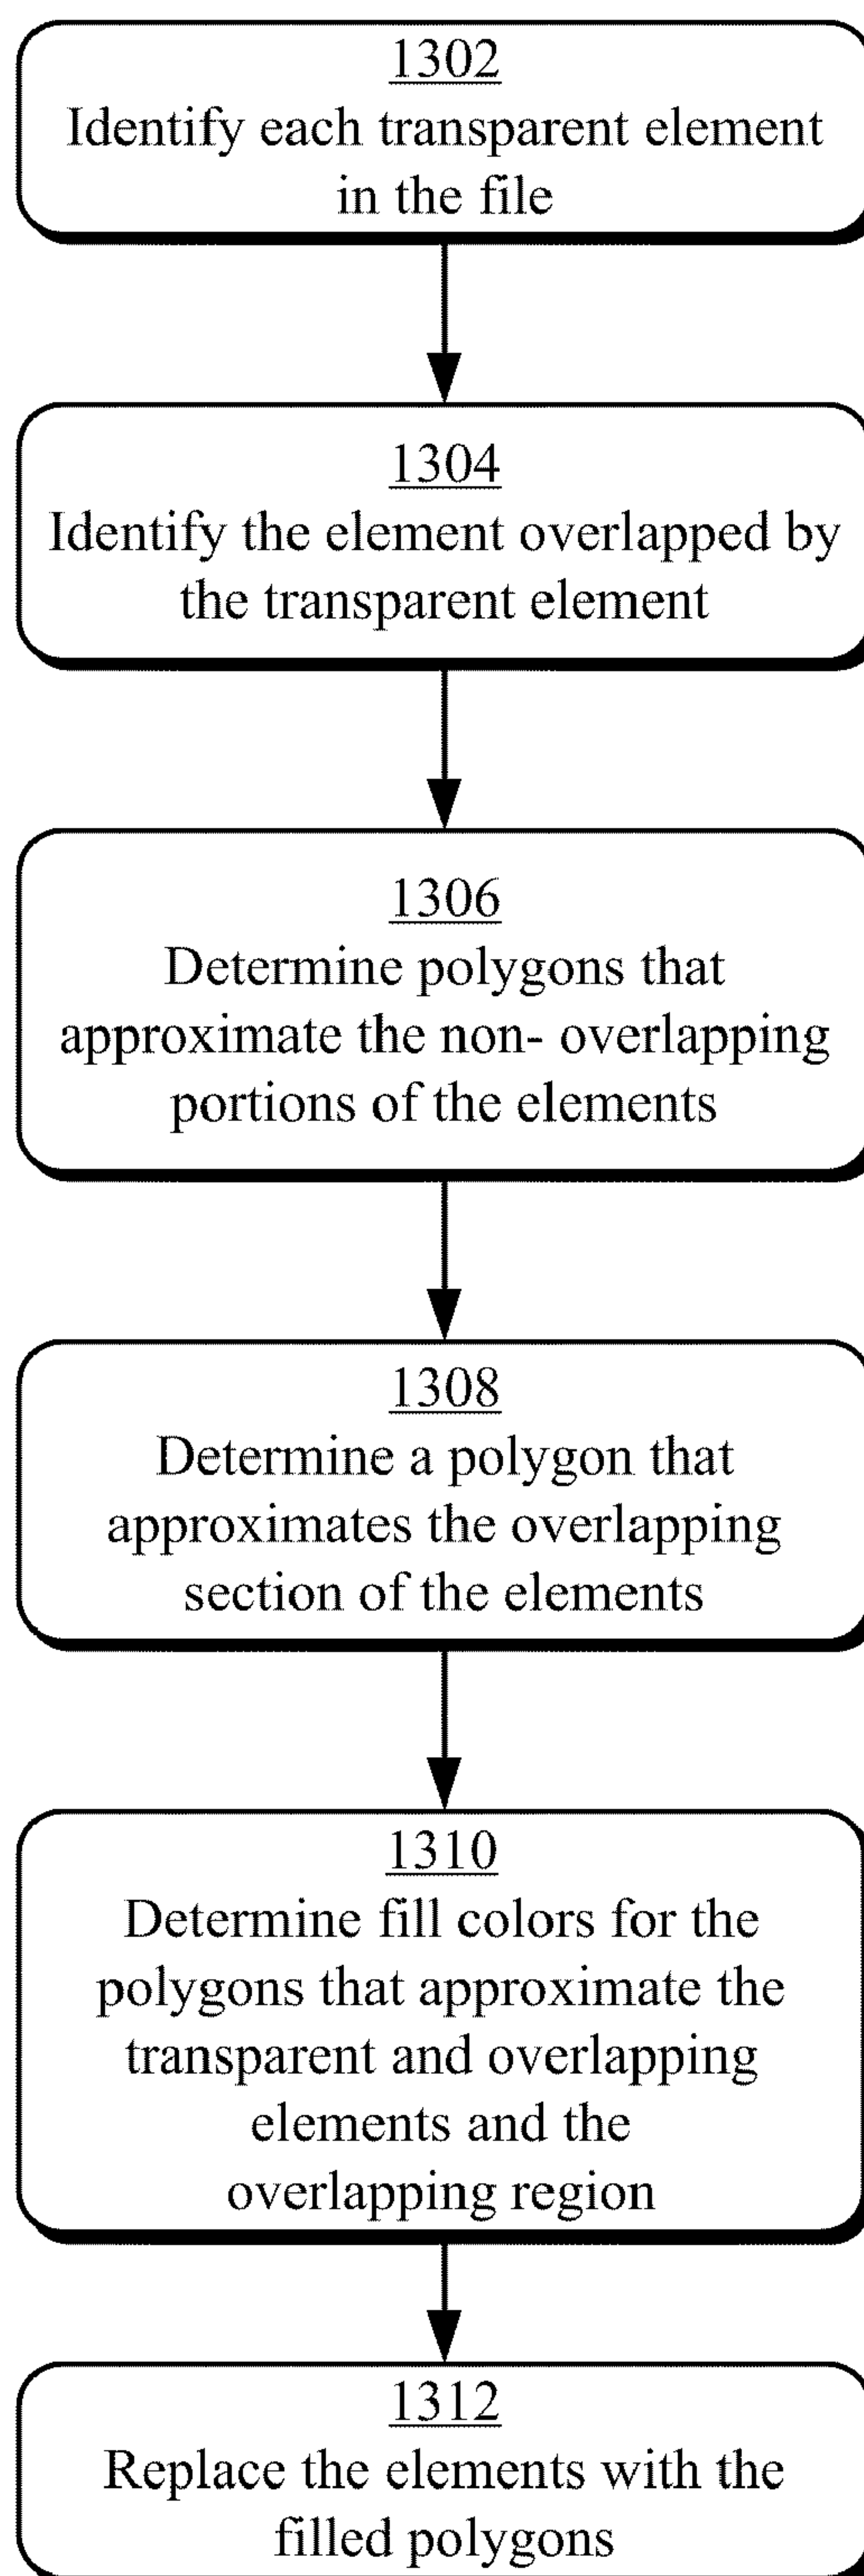 1302
Identify each transparent element
in the file
1304
Identify the element overlapped by
the transparent element
1306
Determine polygons that
approximate the non- overlapping
portions of the elements
1308
Determine a polygon that
approximates the overlapping
section of the elements
1310
Determine fill colors for the
polygons that approximate the
transparent and overlapping
elements and the
overlapping region
1312
Replace the elements with the
filled polygons